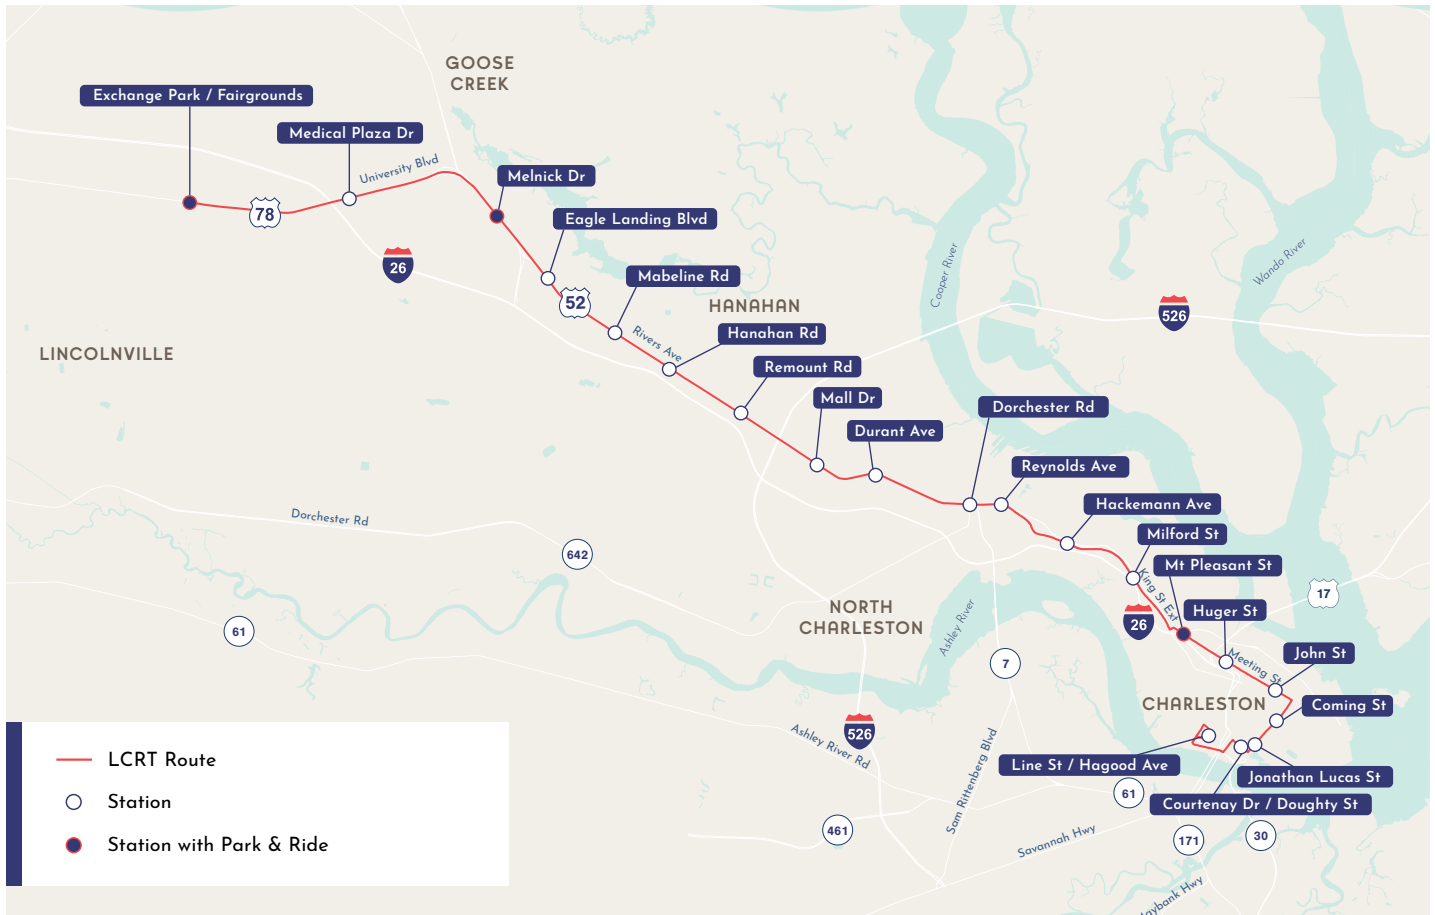 GOOSE
CREEK
Exchange Park / Fairgrounds
Medical Plaza Dr
University Blvd
Melnick Dr
78
Eagle Landing Blvd
26
Mabeline Rd
52
HANAHAN
Cooper River
Wando River
526
Hanahan Rd
Rivers Ave
LINCOLNVILLE
Remount Rd
Mall Dr
Dorchester Rd
Durant Ave
Reynolds Ave
Hackemann Ave
Dorchester Rd
Milford St
642
Mt Pleasant St
King St Ext
17
NORTH
CHARLESTON
Ashley River
26
Huger St
61
7
Meeting St
John St
CHARLESTON
Coming St
526
Ashley River Rd
Sam Rittenberg Blvd
Line St / Hagood Ave
Jonathan Lucas St
61
Courtenay Dr / Doughty St
461
Savannah Hwy
171
30
aybank Hwy
LCRT Route
Station
Station with Park & Ride